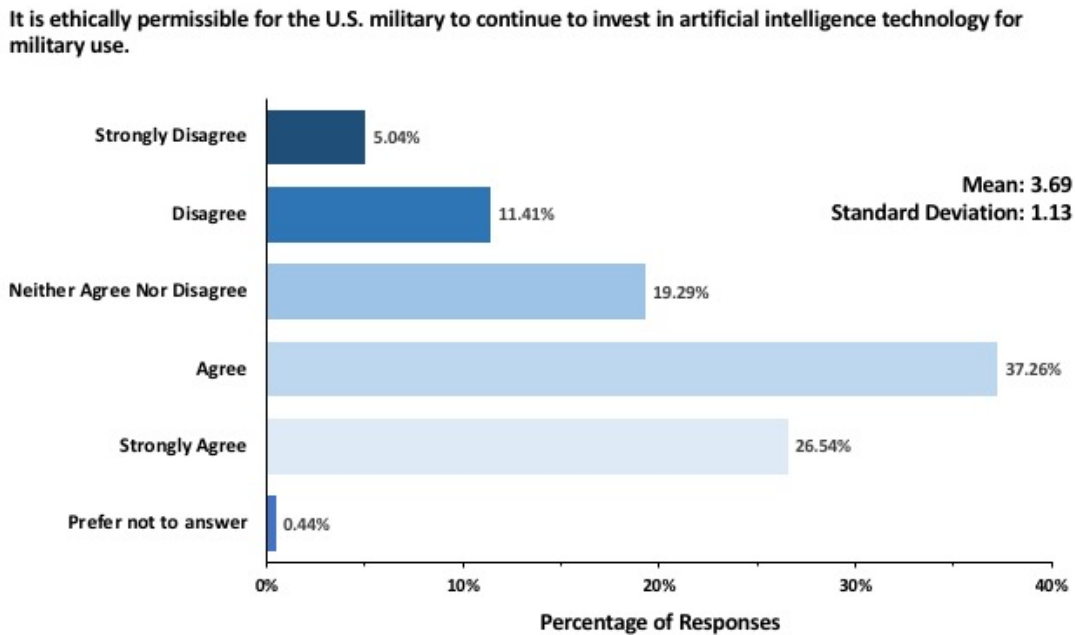 It is ethically permissible for the U.S. military to continue to invest in artificial intelligence technology for
military use.
Strongly Disagree
5.04%
Mean: 3.69
Standard Deviation: 1.13
Disagree
11.41%
Neither Agree Nor Disagree
19.29%
Agree
37.26%
Strongly Agree
26.54%
Prefer not to answer
0.44%
0%
10%
20%
30%
40%
Percentage of Responses